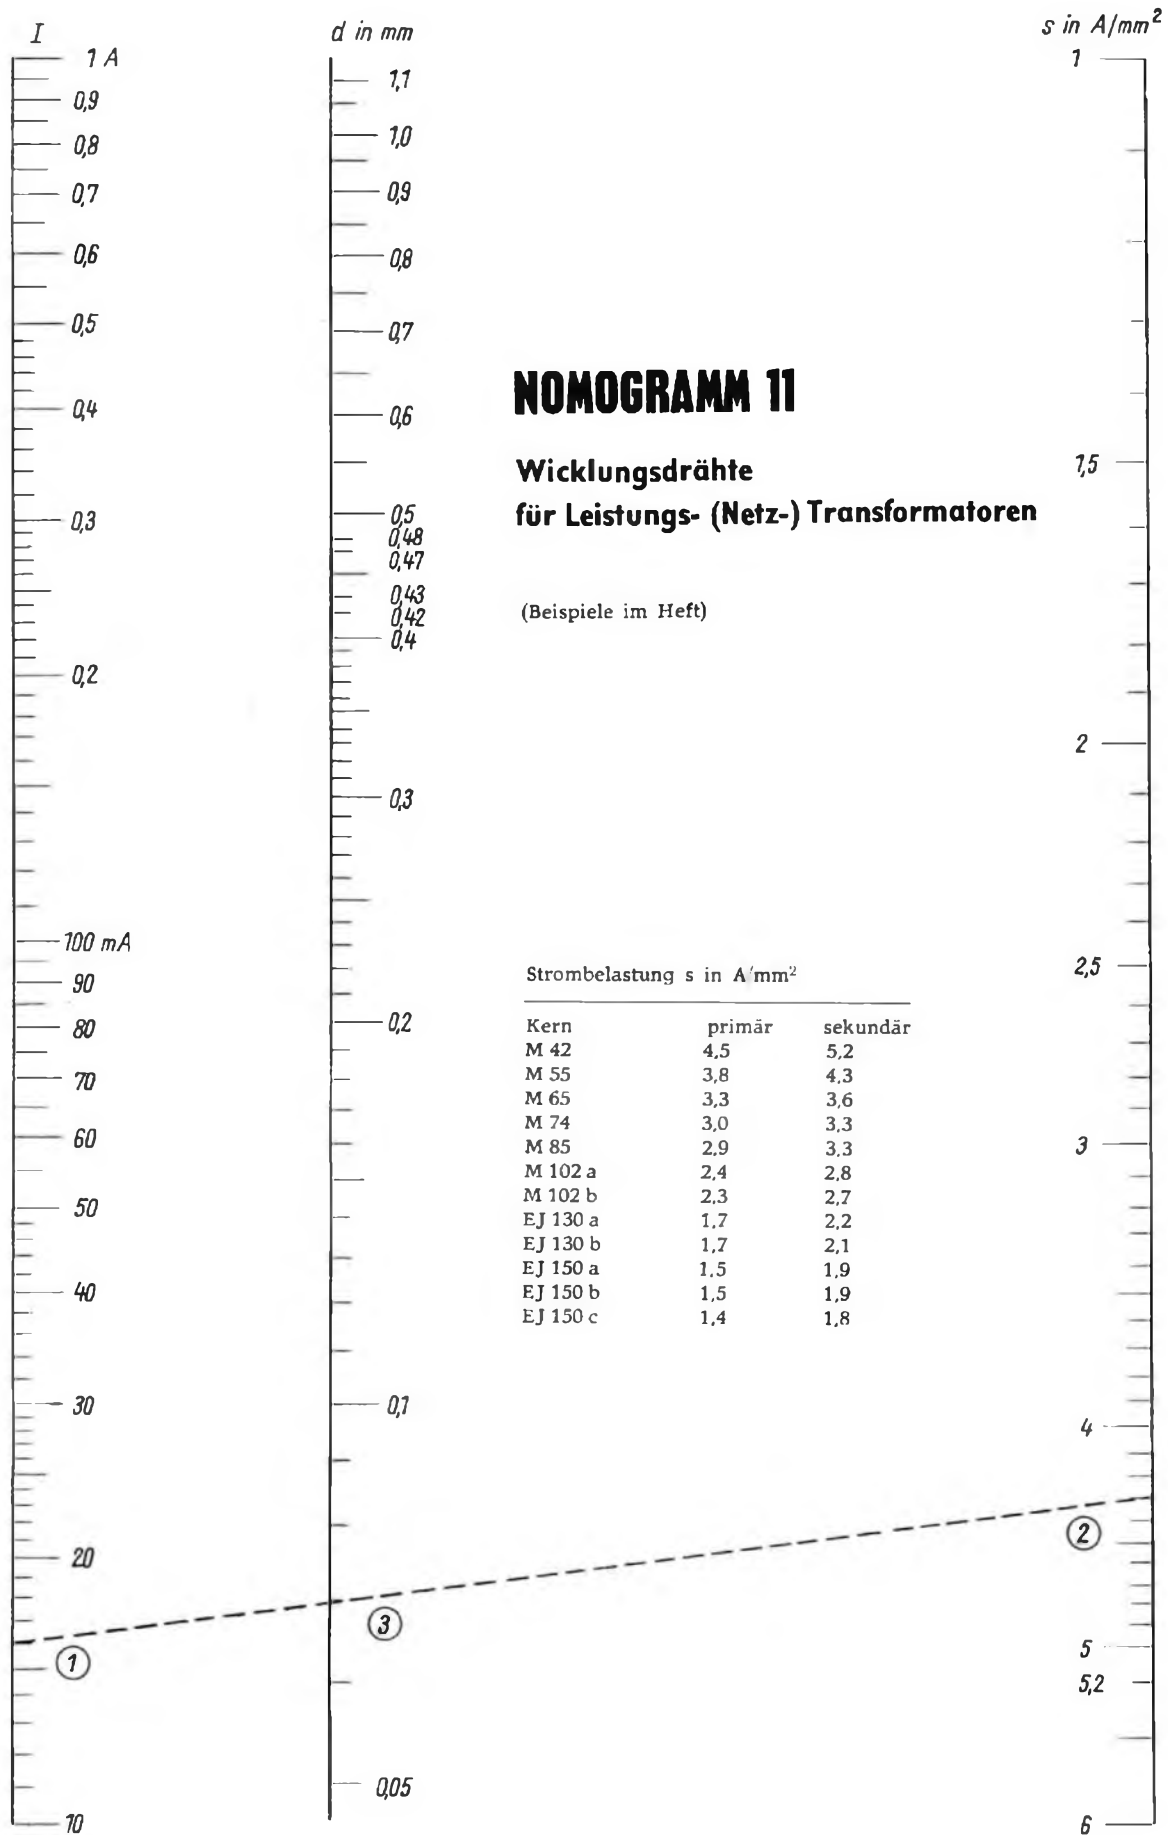 I
d in mm
s in A/mm²
1 A
0,9
0,8
0,7
0,6
0,5
0,4
0,3
0,2
100 mA
90
80
70
60
50
40
30
20
10
1,1
1,0
0,9
0,8
0,7
0,6
0,5
0,48
0,47
0,43
0,42
0,4
0,3
0,2
0,1
0,05
NOMOGRAMM 11
Wicklungsdrähte
für Leistungs- (Netz-) Transformatoren
(Beispiele im Heft)
Strombelastung s in A/mm²
Kern primär sekundär
M 42 4,5 5,2
M 55 3,8 4,3
M 65 3,3 3,6
M 74 3,0 3,3
M 85 2,9 3,3
M 102 a 2,4 2,8
M 102 b 2,3 2,7
EJ 130 a 1,7 2,2
EJ 130 b 1,7 2,1
EJ 150 a 1,5 1,9
EJ 150 b 1,5 1,9
EJ 150 c 1,4 1,8
1
1,5
2
2,5
3
4
5
5,2
6
1
3
2